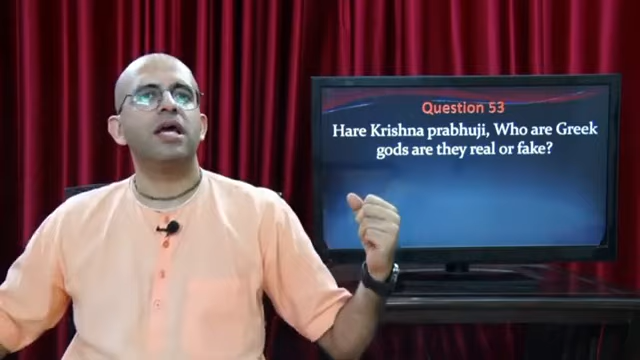 Question 53
Hare Krishna prabhuji, Who are Greek
gods are they real or fake?